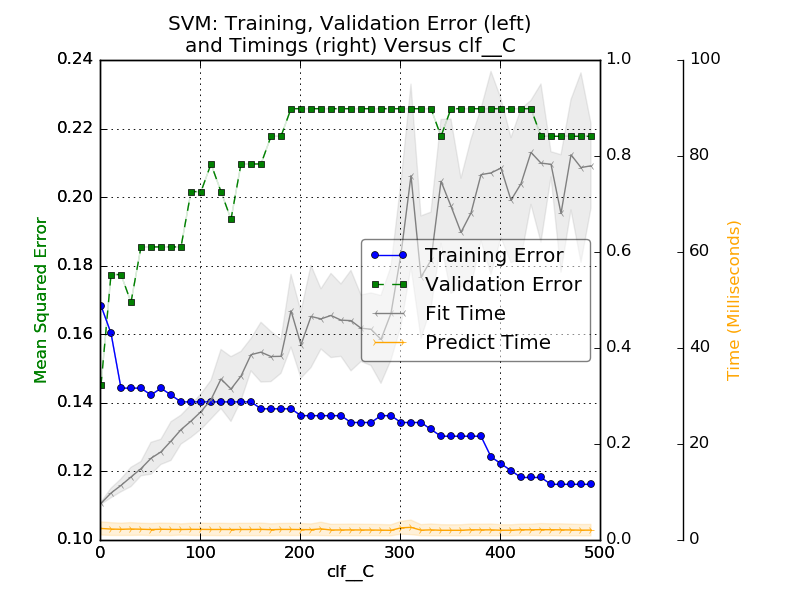 SVM: Training, Validation Error (left)
and Timings (right) Versus clf__C
0.24
0.22
0.20
0.18
0.16
0.14
0.12
0.10
Mean Squared Error
0
100
200
300
400
500
clf__C
1.0
0.8
0.6
0.4
0.2
0.0
100
80
60
40
20
0
Time (Milliseconds)
Training Error
Validation Error
Fit Time
Predict Time